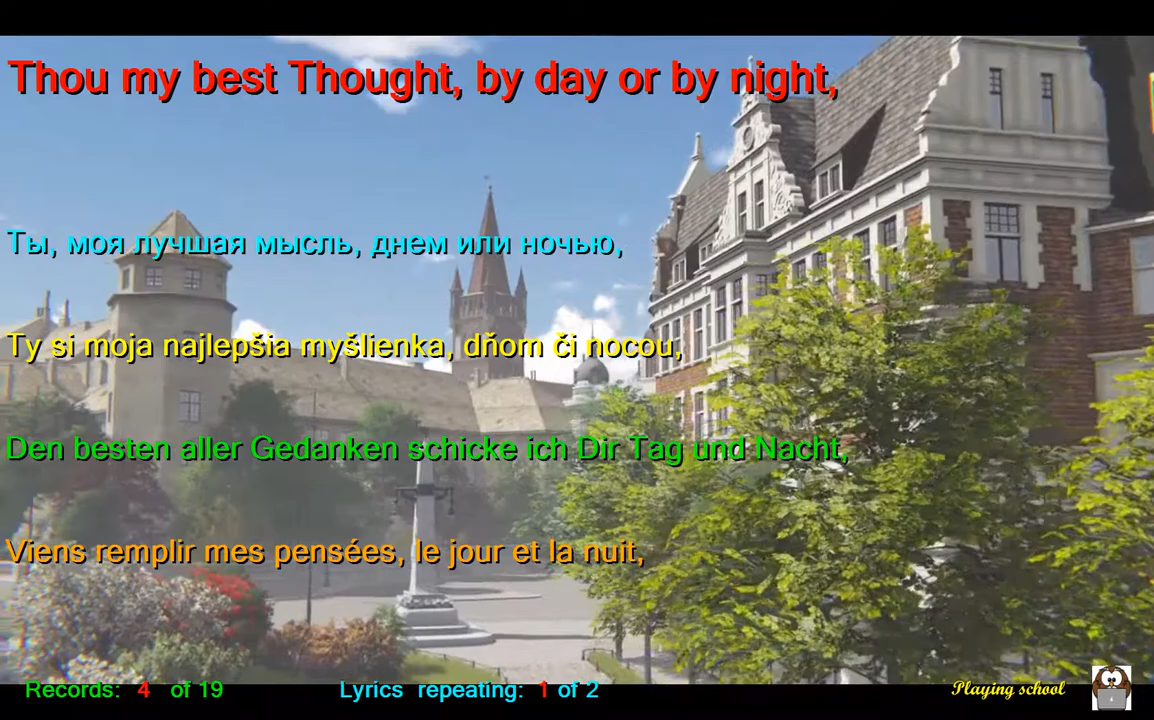 Thou my best Thought, by day or by night,
Ты, моя лучшая мысль, днем или ночью,
Ty si moja najlepšia myšlienka, dňom či nocou,
Den besten aller Gedanken schicke ich Dir Tag und Nacht,
Viens remplir mes pensées, le jour et la nuit,
Records: 4 of 19 Lyrics repeating: 1 of 2 Playing school